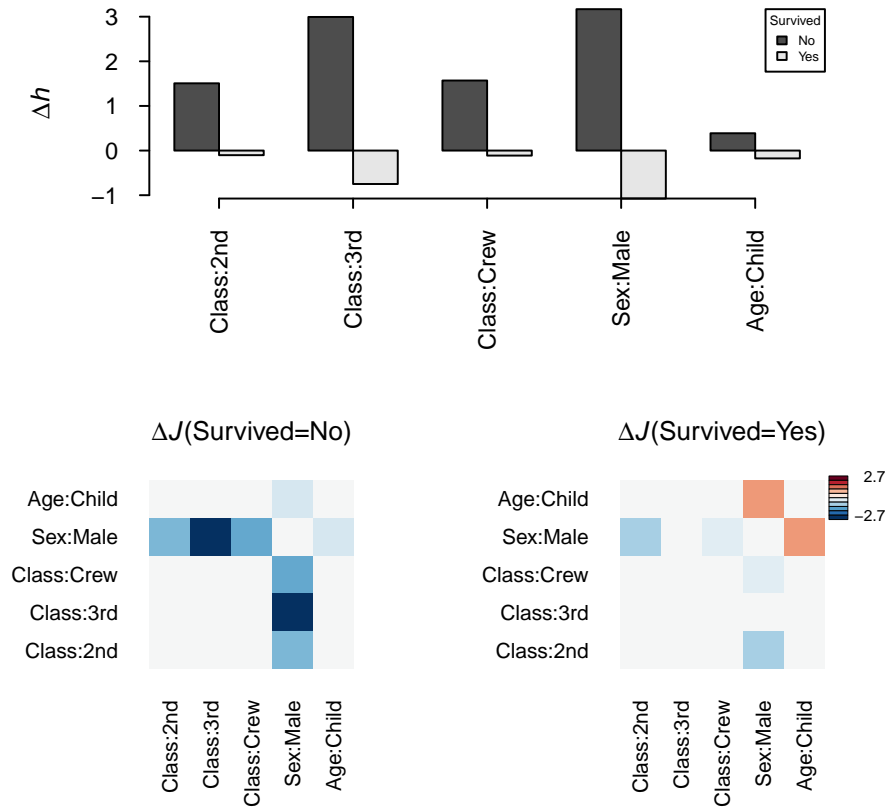 3
2
1
0
−1
Δh
Survived
No
Yes
Class:2nd
Class:3rd
Class:Crew
Sex:Male
Age:Child
ΔJ(Survived=No)
Age:Child
Sex:Male
Class:Crew
Class:3rd
Class:2nd
Class:2nd
Class:3rd
Class:Crew
Sex:Male
Age:Child
ΔJ(Survived=Yes)
Age:Child
Sex:Male
Class:Crew
Class:3rd
Class:2nd
Class:2nd
Class:3rd
Class:Crew
Sex:Male
Age:Child
2.7
−2.7